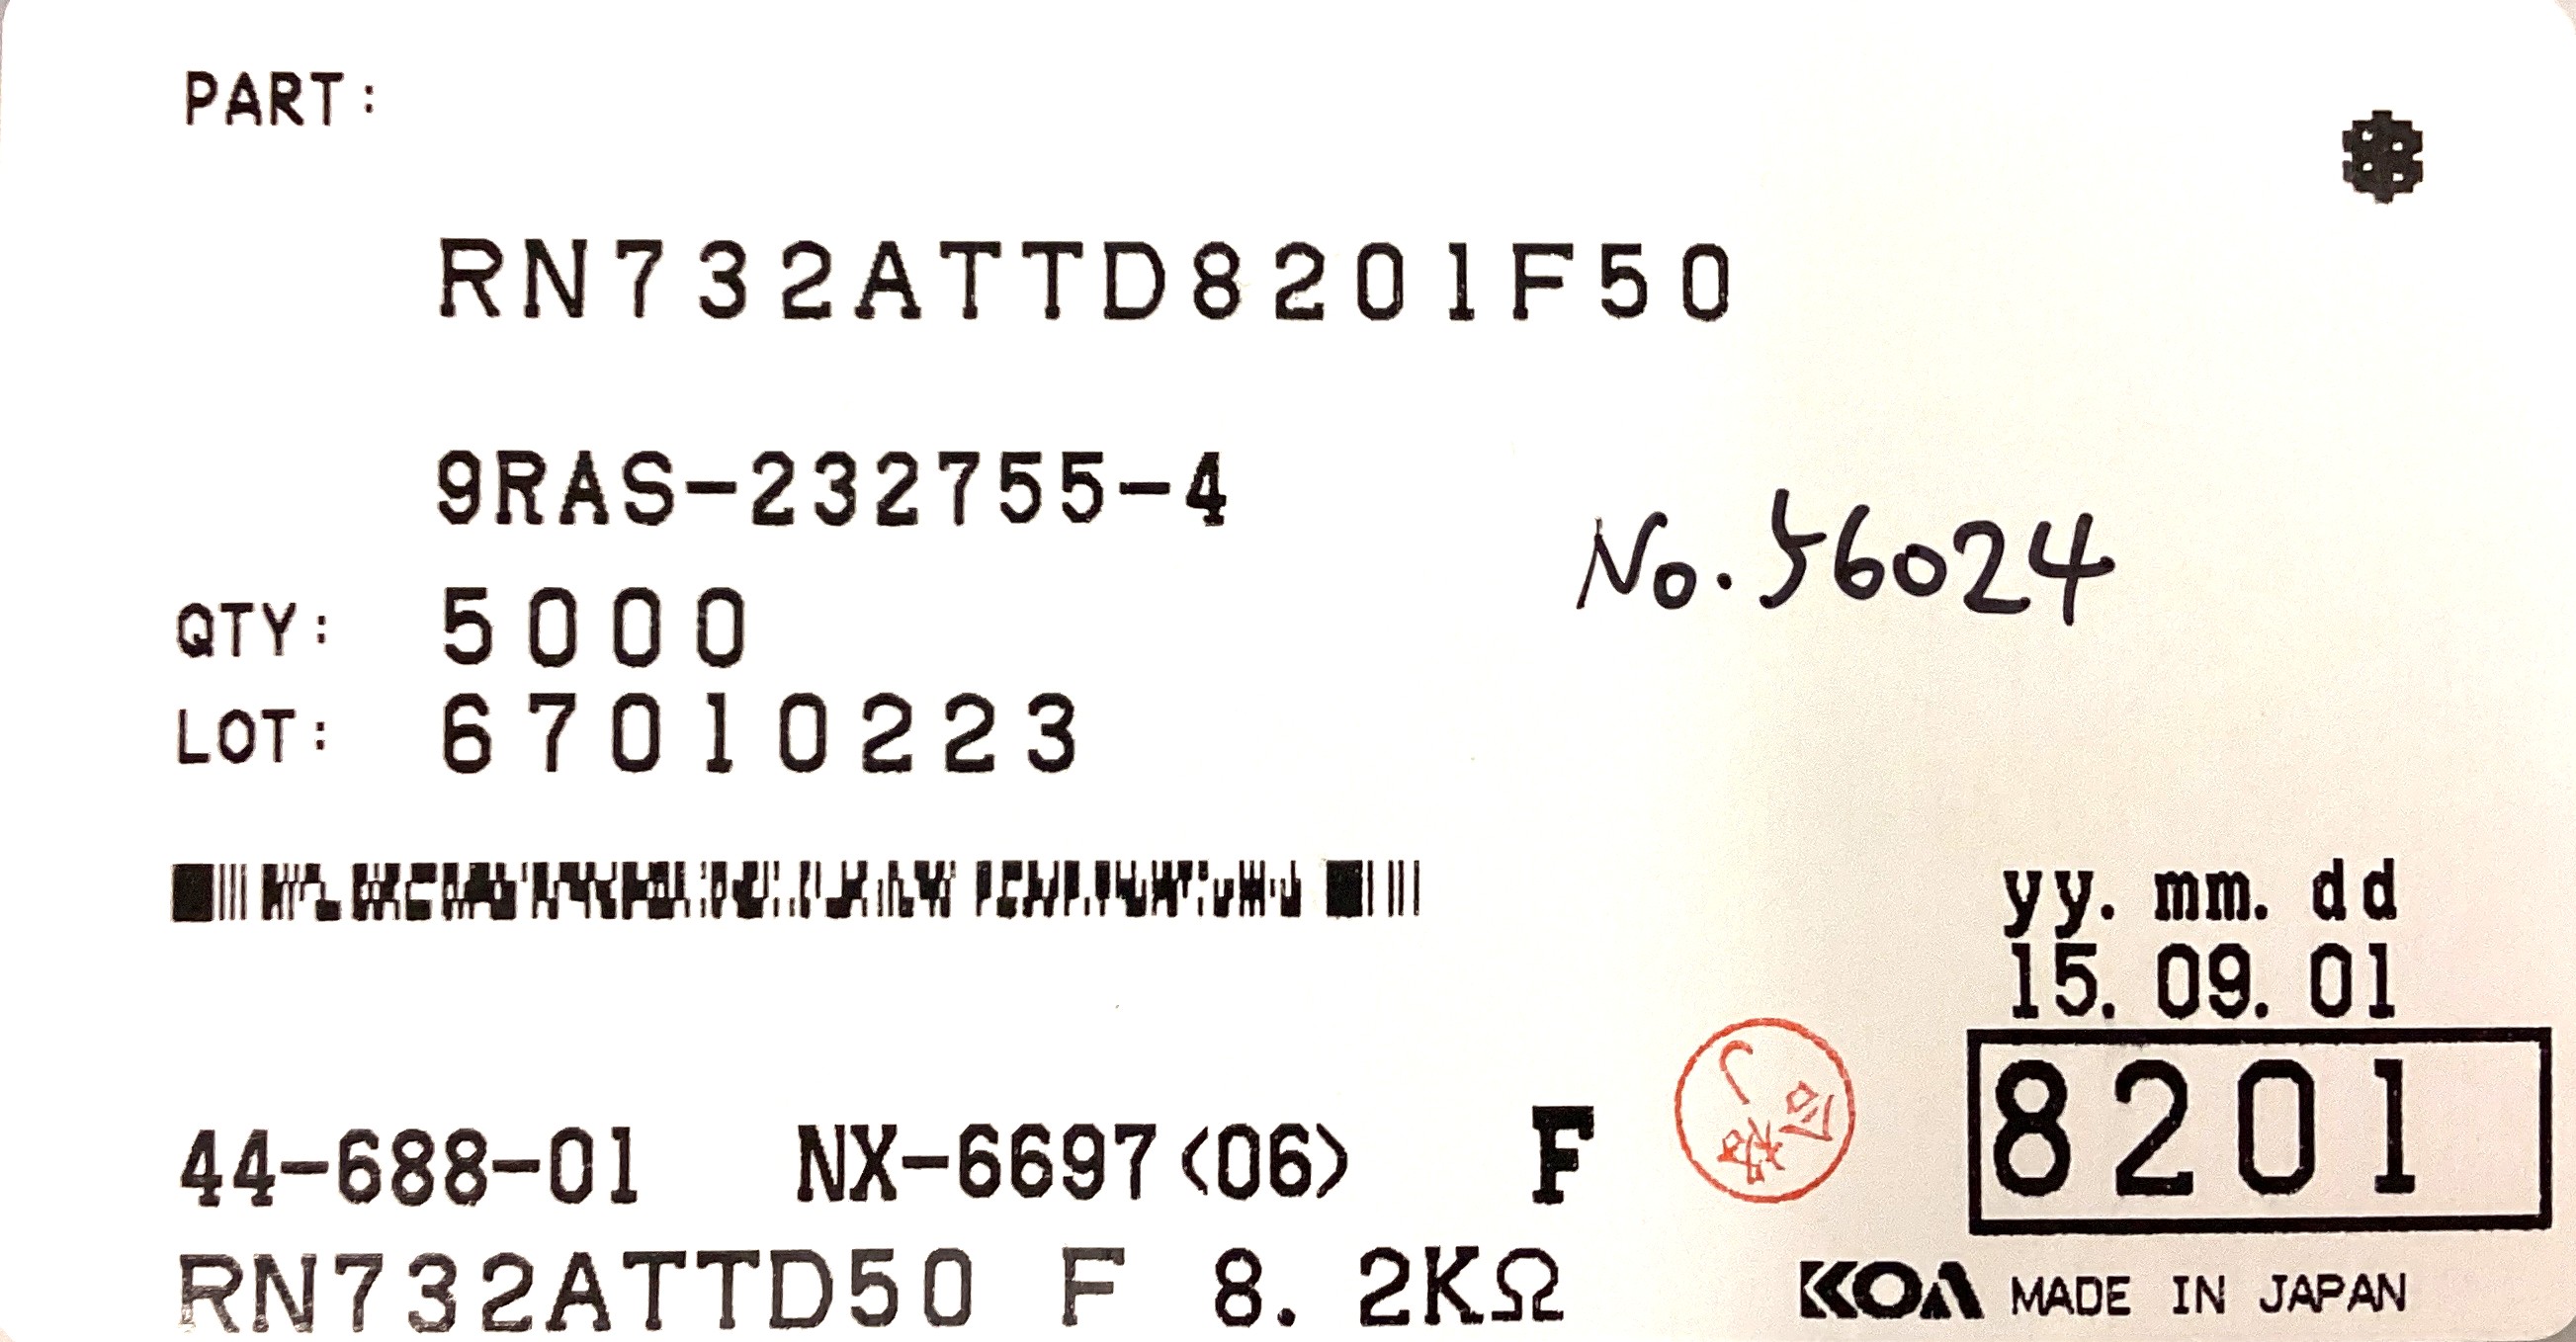 PART:
RN732ATTD8201F50
9RAS-232755-4
No. 56024
QTY: 5000
LOT: 67010223
yy. mm. dd
15. 09. 01
8201
44-688-01 NX-6697<06> F
RN732ATTD50 F 8. 2KΩ
KOA MADE IN JAPAN